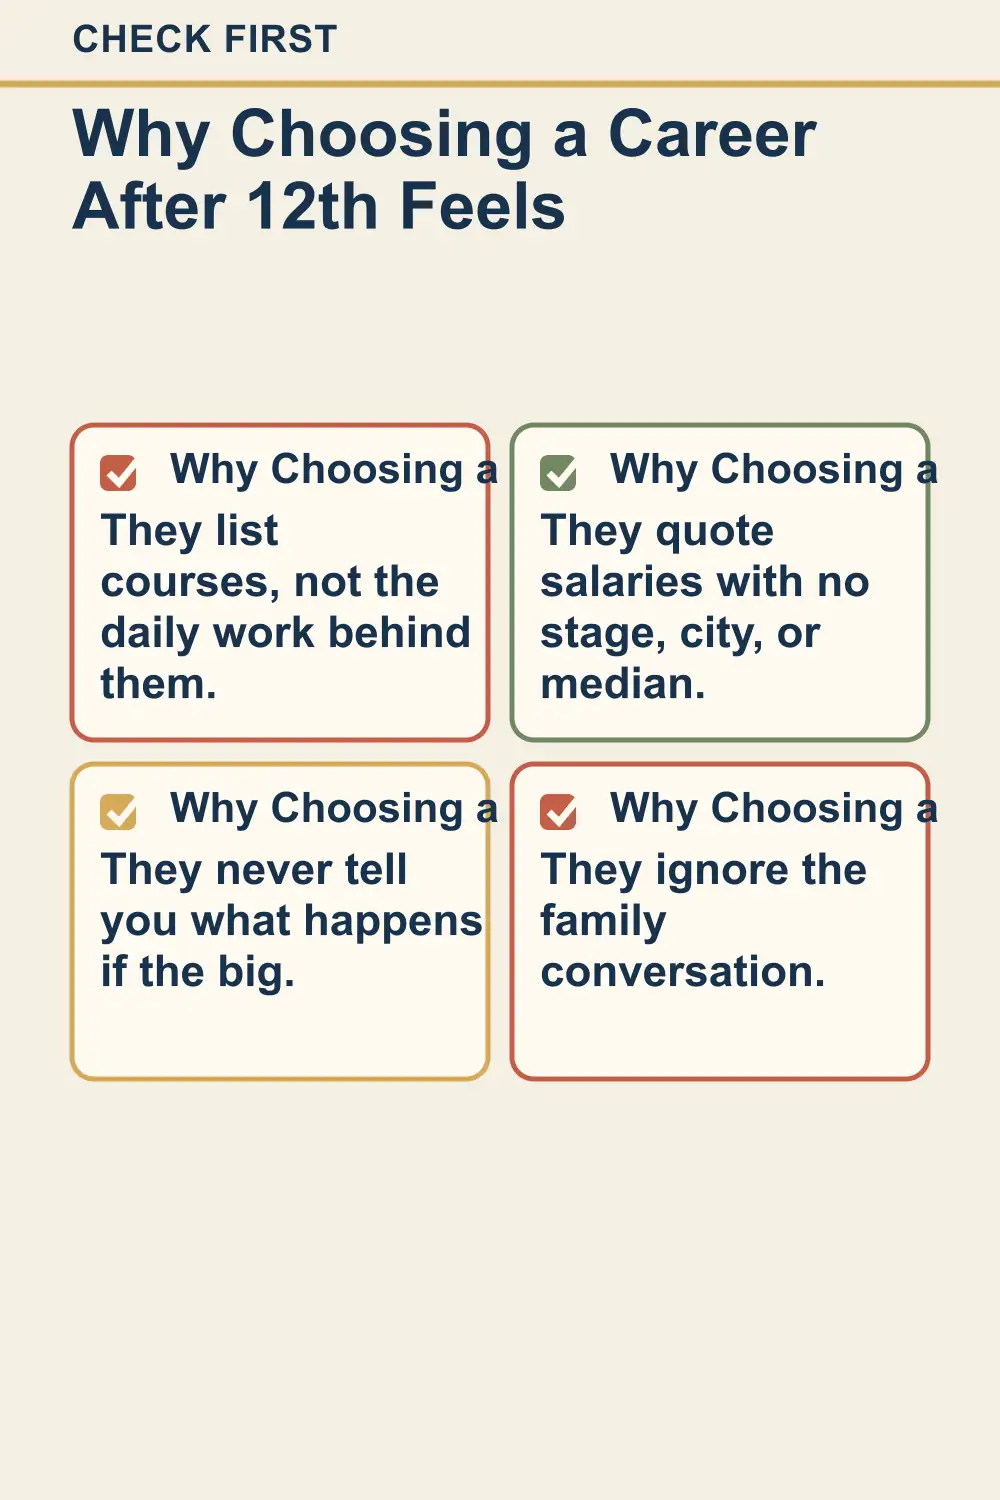 CHECK FIRST
Why Choosing a Career
After 12th Feels
Why Choosing a
They list
courses, not the
daily work behind
them.
Why Choosing a
They quote
salaries with no
stage, city, or
median.
Why Choosing a
They never tell
you what happens
if the big.
Why Choosing a
They ignore the
family
conversation.